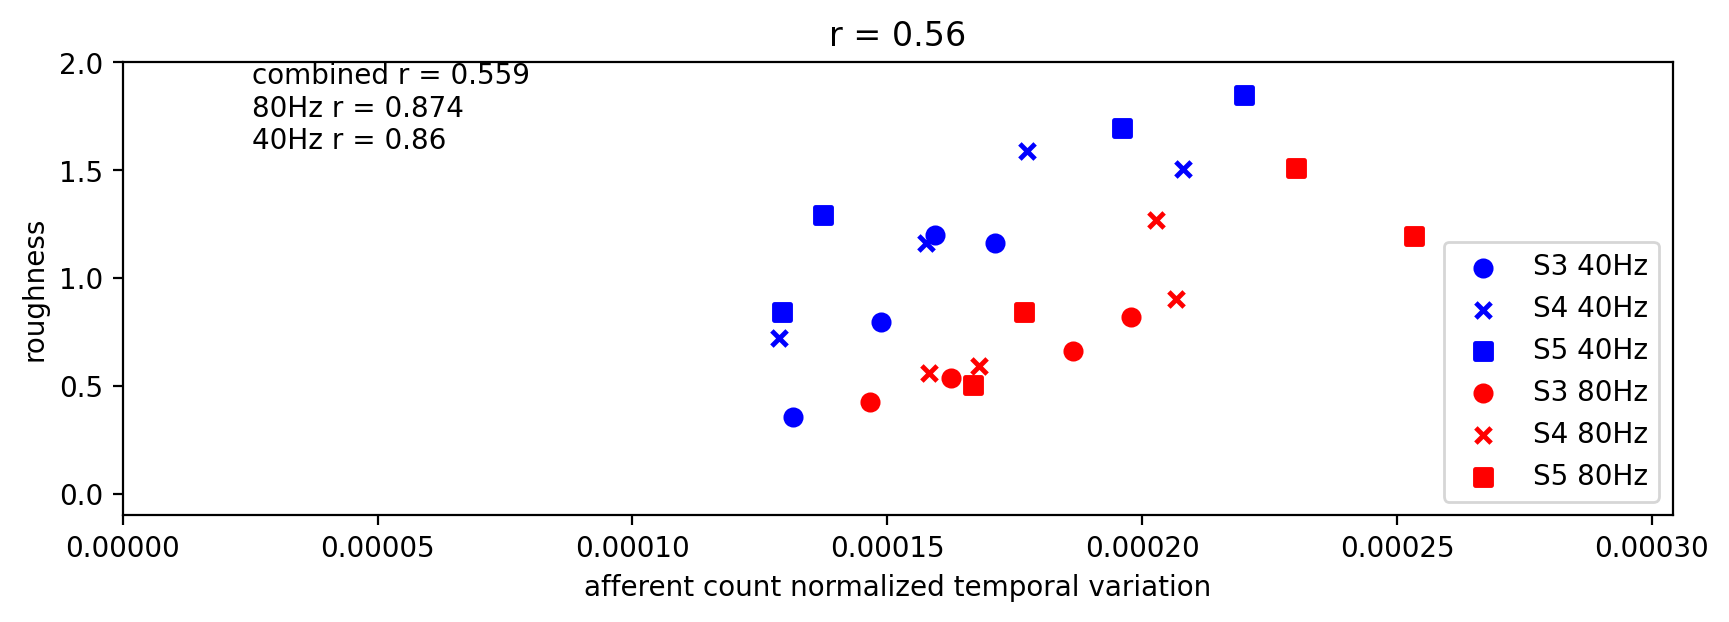 r = 0.56
combined r = 0.559
80Hz r = 0.874
40Hz r = 0.86
roughness
2.0
1.5
1.0
0.5
0.0
S3 40Hz
S4 40Hz
S5 40Hz
S3 80Hz
S4 80Hz
S5 80Hz
0.00000 0.00005 0.00010 0.00015 0.00020 0.00025 0.00030
afferent count normalized temporal variation